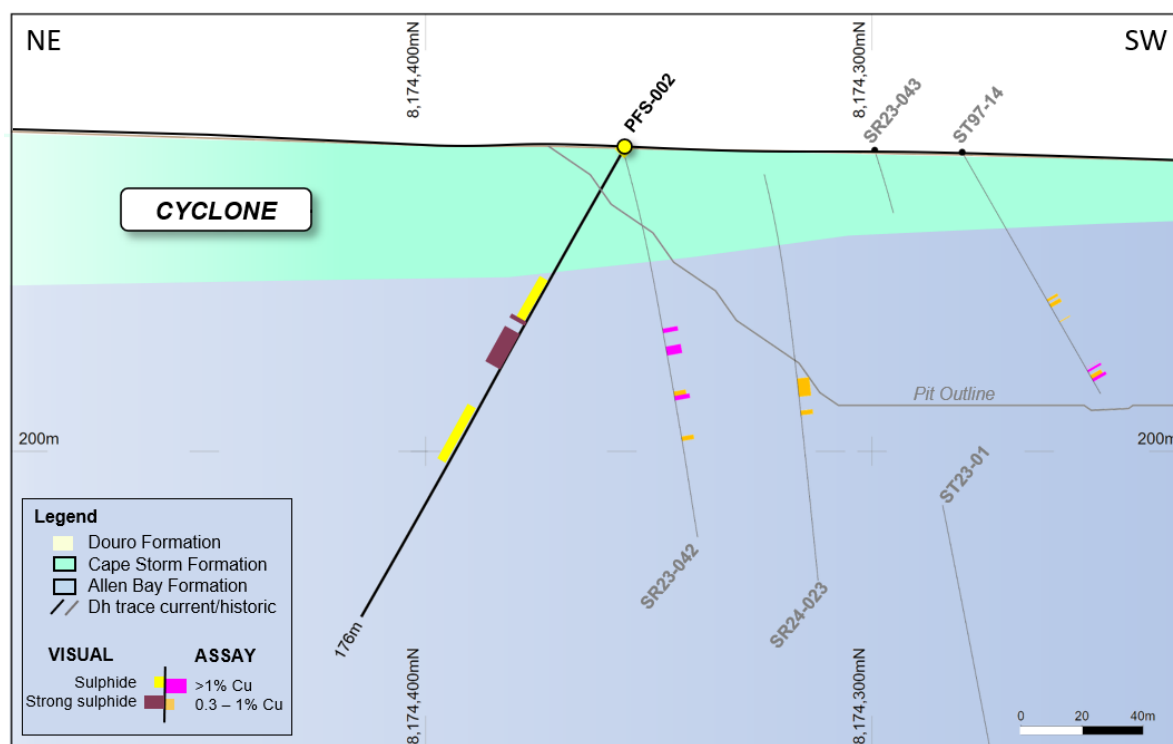 NE
SW
8,174,400mN
8,174,300mN
PFS-002
SR23-043
ST97-14
CYCLONE
Pit Outline
200m
200m
ST23-01
SR23-042
SR24-023
176m
8,174,400mN
8,174,300mN
Legend
Douro Formation
Cape Storm Formation
Allen Bay Formation
Dh trace current/historic
VISUAL ASSAY
Sulphide >1% Cu
Strong sulphide 0.3 – 1% Cu
0 20 40m